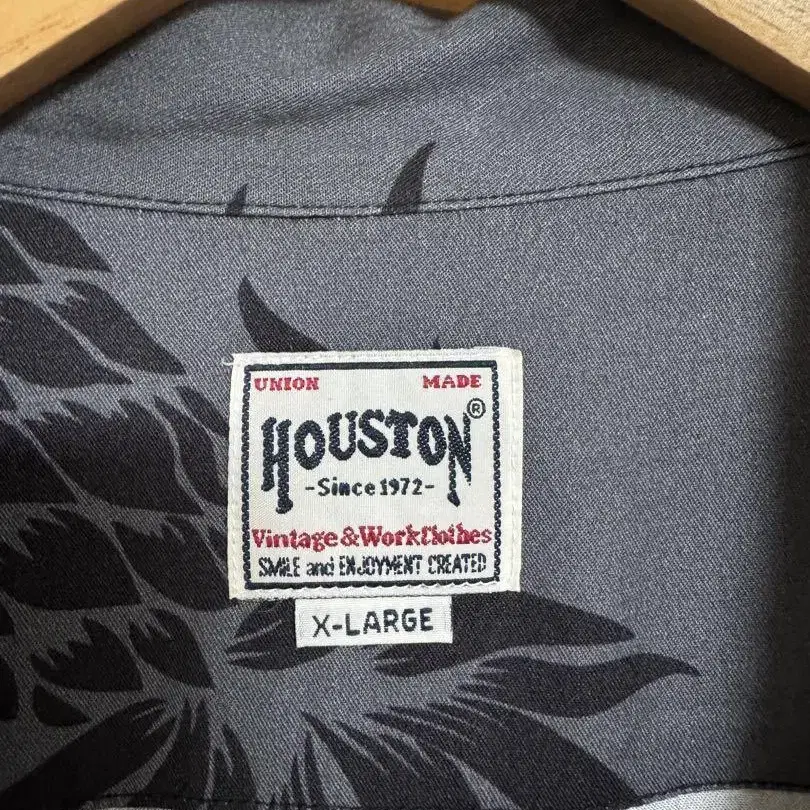 UNION MADE
HOUSTON ®
-Since 1972-
Vintage & WorkClothes
SMILE and ENJOYMENT CREATED
X-LARGE